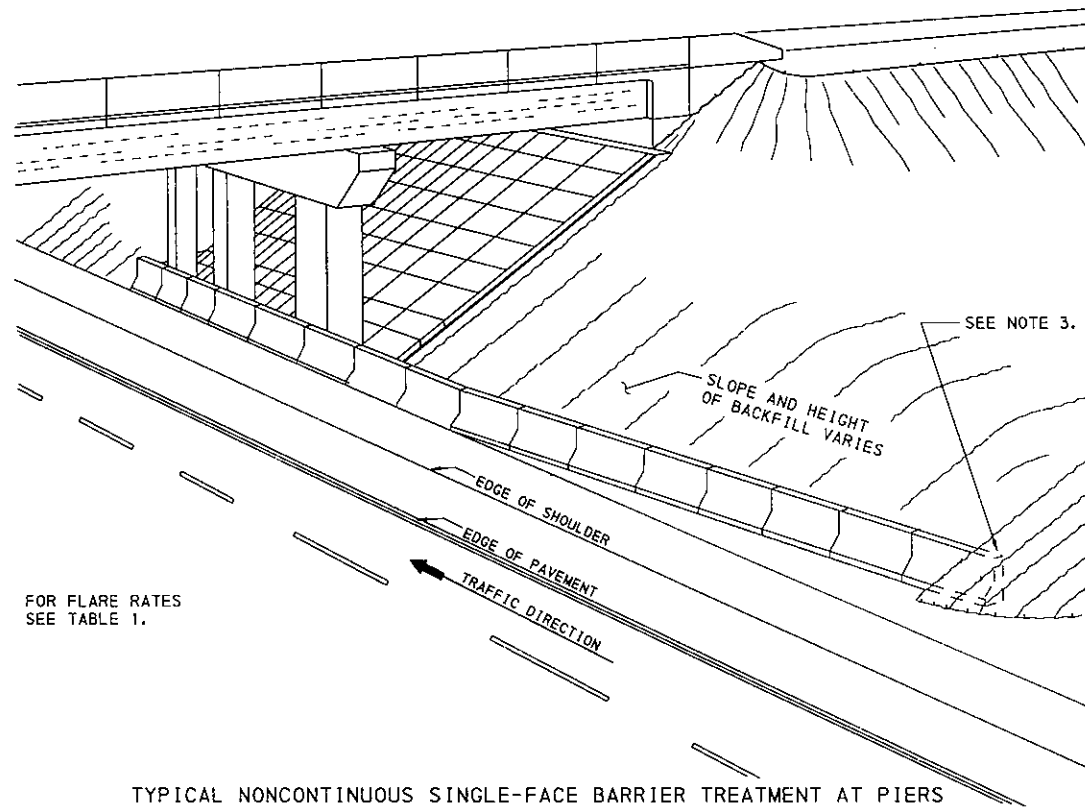 SEE NOTE 3.
SLOPE AND HEIGHT
OF BACKFILL VARIES
EDGE OF SHOULDER
EDGE OF PAVEMENT
TRAFFIC DIRECTION
FOR FLARE RATES
SEE TABLE 1.
TYPICAL NONCONTINUOUS SINGLE-FACE BARRIER TREATMENT AT PIERS